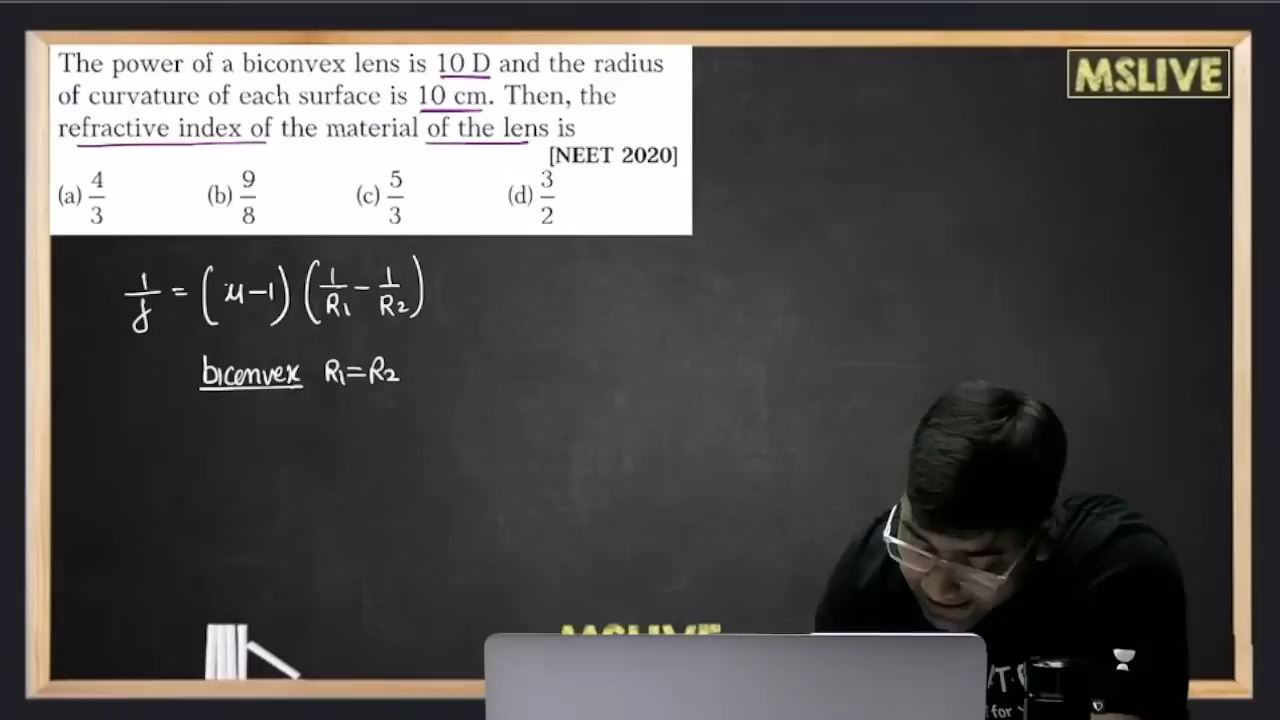 The power of a biconvex lens is 10 D and the radius
of curvature of each surface is 10 cm. Then, the
refractive index of the material of the lens is
[NEET 2020]
(a) 4/3 (b) 9/8 (c) 5/3 (d) 3/2
MSLIVE
1/f = (μ-1) (1/R₁ - 1/R₂)
biconvex R₁=R₂
MSLIVE
for